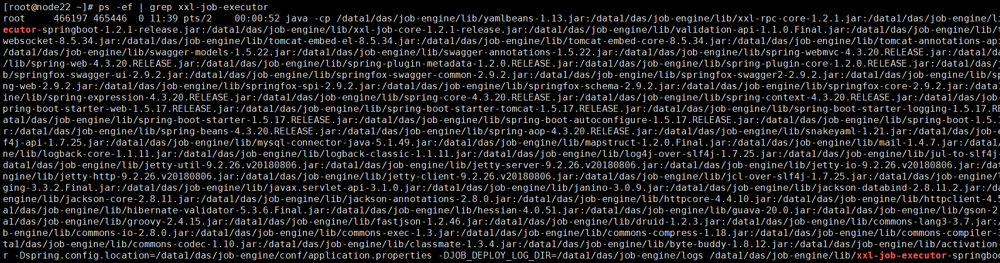 [root@node22 ~]# ps -ef | grep xxl-job-executor
root     466197 465446  0 11:39 pts/2    00:00:52 java -cp /data1/das/job-engine/lib/yamlbeans-1.13.jar:/data1/das/job-engine/lib/xxl-rpc-core-1.2.1.jar:/data1/das/job-engine/li
ecutor-springboot-1.2.1-release.jar:/data1/das/job-engine/lib/xxl-job-core-1.2.1-release.jar:/data1/das/job-engine/lib/validation-api-1.1.0.Final.jar:/data1/das/job-engine/lib/t
websocket-8.5.34.jar:/data1/das/job-engine/lib/tomcat-embed-el-8.5.34.jar:/data1/das/job-engine/lib/tomcat-embed-core-8.5.34.jar:/data1/das/job-engine/lib/tomcat-annotations-api
/data1/das/job-engine/lib/swagger-models-1.5.22.jar:/data1/das/job-engine/lib/swagger-annotations-1.5.22.jar:/data1/das/job-engine/lib/spring-webmvc-4.3.20.RELEASE.jar:/data1/da
/lib/spring-web-4.3.20.RELEASE.jar:/data1/das/job-engine/lib/spring-plugin-metadata-1.2.0.RELEASE.jar:/data1/das/job-engine/lib/spring-plugin-core-1.2.0.RELEASE.jar:/data1/das/j
b/springfox-swagger-ui-2.9.2.jar:/data1/das/job-engine/lib/springfox-swagger-common-2.9.2.jar:/data1/das/job-engine/lib/springfox-swagger2-2.9.2.jar:/data1/das/job-engine/lib/sp
ng-web-2.9.2.jar:/data1/das/job-engine/lib/springfox-spi-2.9.2.jar:/data1/das/job-engine/lib/springfox-schema-2.9.2.jar:/data1/das/job-engine/lib/springfox-core-2.9.2.jar:/data1
ine/lib/spring-expression-4.3.20.RELEASE.jar:/data1/das/job-engine/lib/spring-core-4.3.20.RELEASE.jar:/data1/das/job-engine/lib/spring-context-4.3.20.RELEASE.jar:/data1/das/job-
pring-boot-starter-web-1.5.17.RELEASE.jar:/data1/das/job-engine/lib/spring-boot-starter-tomcat-1.5.17.RELEASE.jar:/data1/das/job-engine/lib/spring-boot-starter-logging-1.5.17.RE
ata1/das/job-engine/lib/spring-boot-starter-1.5.17.RELEASE.jar:/data1/das/job-engine/lib/spring-boot-autoconfigure-1.5.17.RELEASE.jar:/data1/das/job-engine/lib/spring-boot-1.5.1
r:/data1/das/job-engine/lib/spring-beans-4.3.20.RELEASE.jar:/data1/das/job-engine/lib/spring-aop-4.3.20.RELEASE.jar:/data1/das/job-engine/lib/snakeyaml-1.21.jar:/data1/das/job-e
f4j-api-1.7.25.jar:/data1/das/job-engine/lib/mysql-connector-java-5.1.49.jar:/data1/das/job-engine/lib/mapstruct-1.2.0.Final.jar:/data1/das/job-engine/lib/mail-1.4.7.jar:/data1/
ne/lib/logback-core-1.1.11.jar:/data1/das/job-engine/lib/logback-classic-1.1.11.jar:/data1/das/job-engine/lib/log4j-over-slf4j-1.7.25.jar:/data1/das/job-engine/lib/jul-to-slf4j-
data1/das/job-engine/lib/jetty-util-9.2.26.v20180806.jar:/data1/das/job-engine/lib/jetty-server-9.2.26.v20180806.jar:/data1/das/job-engine/lib/jetty-io-9.2.26.v20180806.jar:/dat
ngine/lib/jetty-http-9.2.26.v20180806.jar:/data1/das/job-engine/lib/jetty-client-9.2.26.v20180806.jar:/data1/das/job-engine/lib/jcl-over-slf4j-1.7.25.jar:/data1/das/job-engine/l
ging-3.3.2.Final.jar:/data1/das/job-engine/lib/javax.servlet-api-3.1.0.jar:/data1/das/job-engine/lib/janino-3.0.9.jar:/data1/das/job-engine/lib/jackson-databind-2.8.11.2.jar:/da
engine/lib/jackson-core-2.8.11.jar:/data1/das/job-engine/lib/jackson-annotations-2.8.0.jar:/data1/das/job-engine/lib/httpcore-4.4.10.jar:/data1/das/job-engine/lib/httpclient-4.5
a1/das/job-engine/lib/hibernate-validator-5.3.6.Final.jar:/data1/das/job-engine/lib/hessian-4.0.51.jar:/data1/das/job-engine/lib/guava-20.0.jar:/data1/das/job-engine/lib/gson-2
a1/das/job-engine/lib/groovy-2.4.15.jar:/data1/das/job-engine/lib/fastjson-1.2.46.jar:/data1/das/job-engine/lib/druid-1.2.3.jar:/data1/das/job-engine/lib/commons-lang3-3.7.jar:/
b-engine/lib/commons-io-2.8.0.jar:/data1/das/job-engine/lib/commons-exec-1.3.jar:/data1/das/job-engine/lib/commons-compress-1.18.jar:/data1/das/job-engine/lib/commons-compiler-3
ta1/das/job-engine/lib/commons-codec-1.10.jar:/data1/das/job-engine/lib/classmate-1.3.4.jar:/data1/das/job-engine/lib/byte-buddy-1.8.12.jar:/data1/das/job-engine/lib/activation-
r -Dspring.config.location=/data1/das/job-engine/conf/application.properties -DJOB_DEPLOY_LOG_DIR=/data1/das/job-engine/logs /data1/das/job-engine/lib/xxl-job-executor-springboo